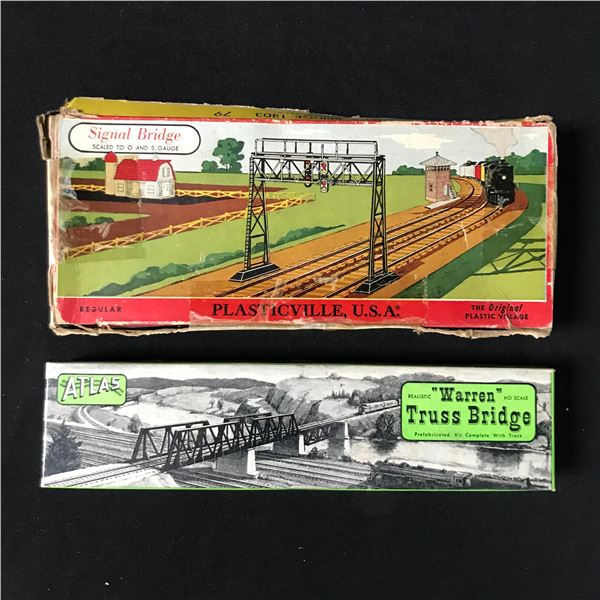 Signal Bridge
SCALED TO O AND S GAUGE
REGULAR
PLASTICVILLE, U.S.A.
THE Original
PLASTIC VILLAGE
ATLAS
REALISTIC "Warren" HO SCALE
Truss Bridge
Prefabricated Kit Complete With Track